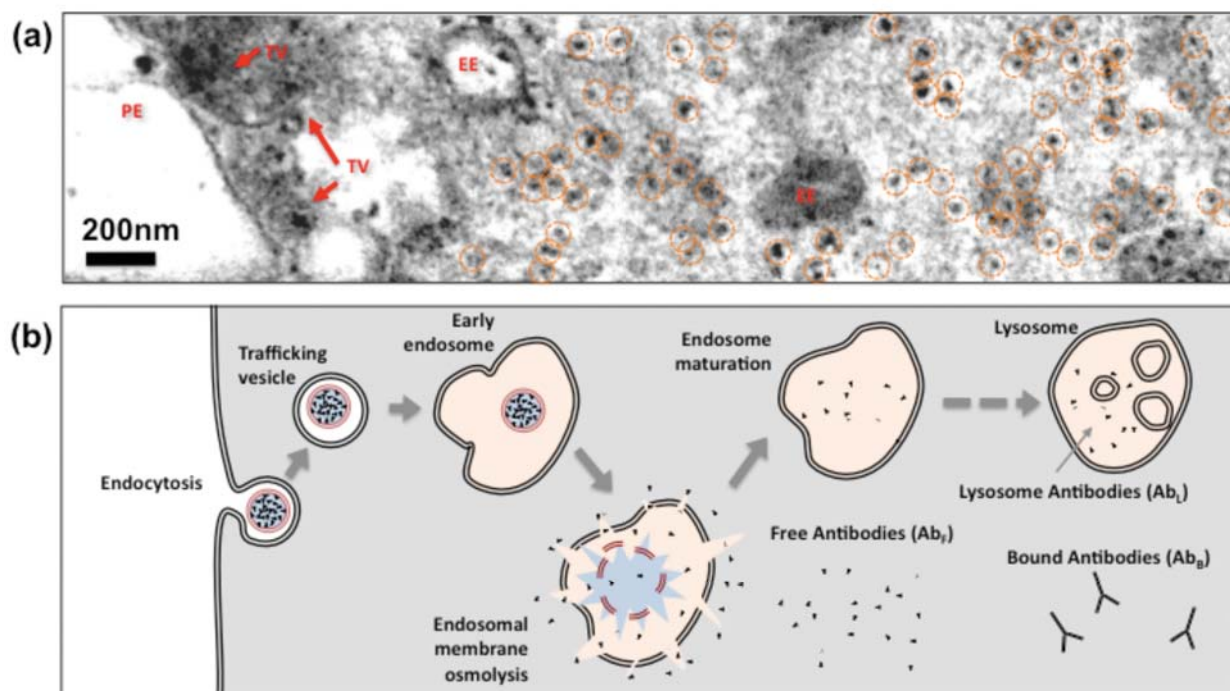 (a)
TV
EE
PE
TV
EE
200nm
(b)
Early
endosome
Trafficking
vesicle
Endosome
maturation
Lysosome
Endocytosis
Lysosome Antibodies (Ab_L)
Free Antibodies (Ab_F)
Bound Antibodies (Ab_B)
Endosomal
membrane
osmolysis